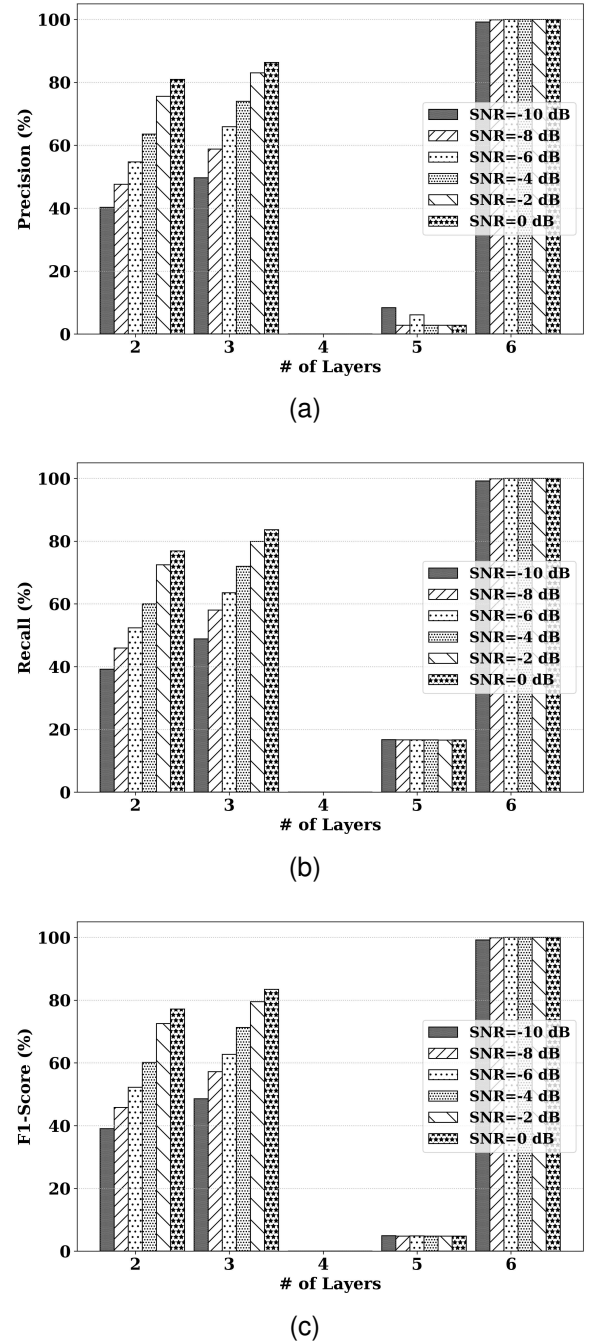 100
80
60
40
20
0
Precision (%)
SNR=-10 dB
SNR=-8 dB
SNR=-6 dB
SNR=-4 dB
SNR=-2 dB
SNR=0 dB
2 3 4 5 6
# of Layers
(a)
100
80
60
40
20
0
Recall (%)
SNR=-10 dB
SNR=-8 dB
SNR=-6 dB
SNR=-4 dB
SNR=-2 dB
SNR=0 dB
2 3 4 5 6
# of Layers
(b)
100
80
60
40
20
0
F1-Score (%)
SNR=-10 dB
SNR=-8 dB
SNR=-6 dB
SNR=-4 dB
SNR=-2 dB
SNR=0 dB
2 3 4 5 6
# of Layers
(c)